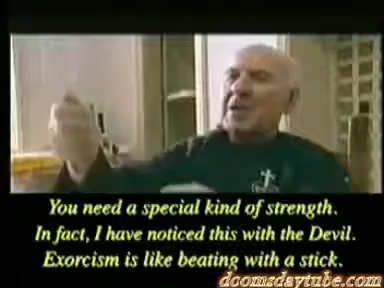 You need a special kind of strength.
In fact, I have noticed this with the Devil.
Exorcism is like beating with a stick.
doomsdaytube.com